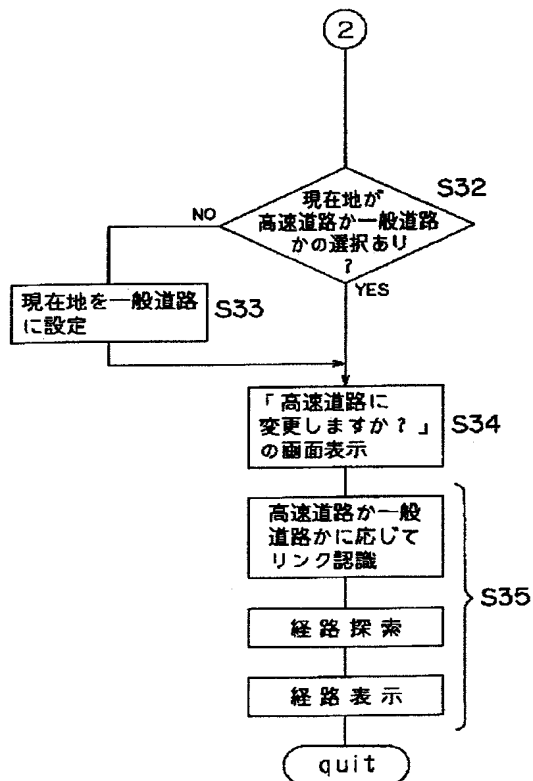 2
現在地が
高速道路か一般道路
かの選択あり
?
S32
NO
YES
現在地を一般道路
に設定
S33
「高速道路に
変更しますか?」
の画面表示
S34
高速道路か一般
道路かに応じて
リンク認識
経路探索
経路表示
S35
quit